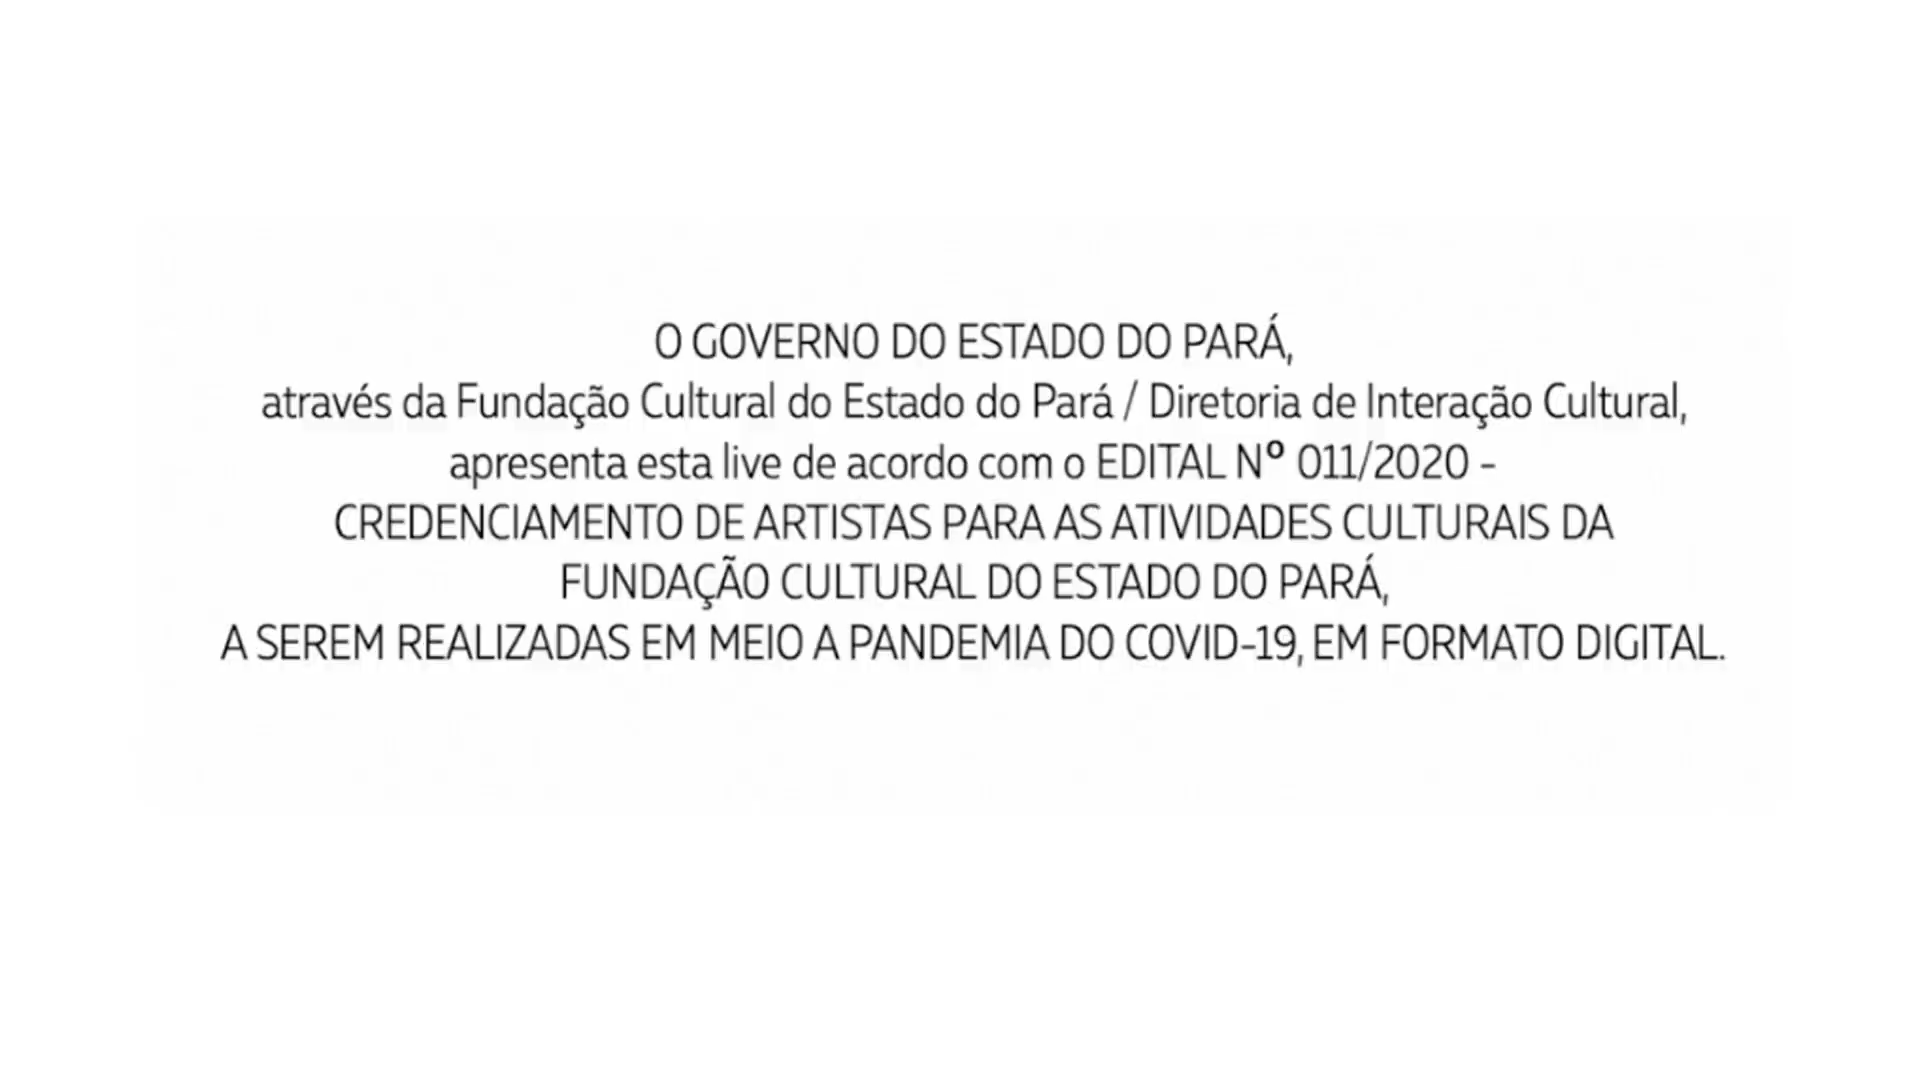 O GOVERNO DO ESTADO DO PARÁ,
através da Fundação Cultural do Estado do Pará / Diretoria de Interação Cultural,
apresenta esta live de acordo com o EDITAL Nº 011/2020 -
CREDENCIAMENTO DE ARTISTAS PARA AS ATIVIDADES CULTURAIS DA
FUNDAÇÃO CULTURAL DO ESTADO DO PARÁ,
A SEREM REALIZADAS EM MEIO A PANDEMIA DO COVID-19, EM FORMATO DIGITAL.